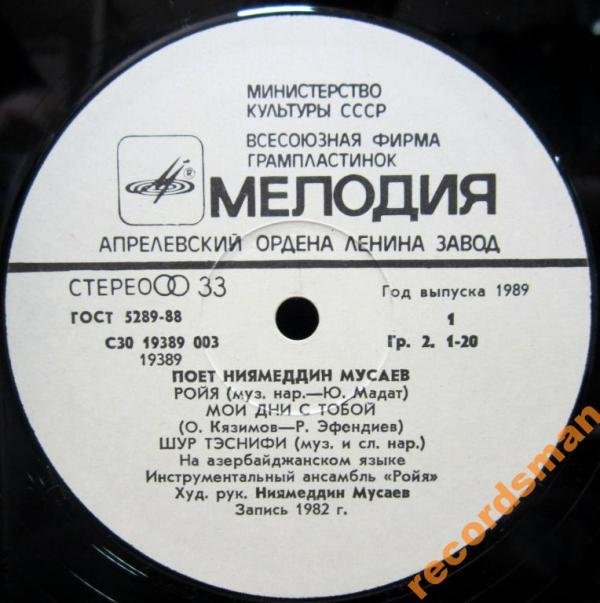 МИНИСТЕРСТВО
КУЛЬТУРЫ СССР
ВСЕСОЮЗНАЯ ФИРМА
ГРАМПЛАСТИНОК
®
МЕЛОДИЯ
АПРЕЛЕВСКИЙ ОРДЕНА ЛЕНИНА ЗАВОД
СТЕРЕО 33
Год выпуска 1989
ГОСТ 5289-88
1
С30 19389 003
Гр. 2. 1-20
19389
ПОЕТ НИЯМЕДДИН МУСАЕВ
РОЙЯ (муз. нар.—Ю. Мадат)
МОИ ДНИ С ТОБОЙ
(О. Кязимов—Р. Эфендиев)
ШУР ТЭСНИФИ (муз. и сл. нар.)
На азербайджанском языке
Инструментальный ансамбль «Ройя»
Худ. рук. Ниямеддин Мусаев
Запись 1982 г.
recordsman